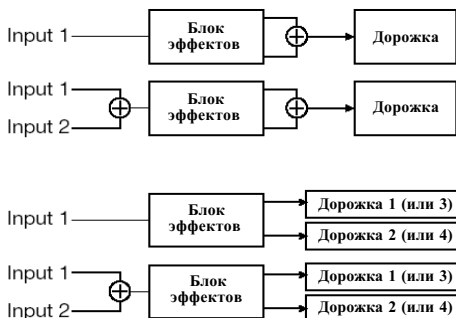 Input 1
Блок
эффектов
Дорожка
Input 1
Input 2
Блок
эффектов
Дорожка
Input 1
Блок
эффектов
Дорожка 1 (или 3)
Дорожка 2 (или 4)
Input 1
Input 2
Блок
эффектов
Дорожка 1 (или 3)
Дорожка 2 (или 4)